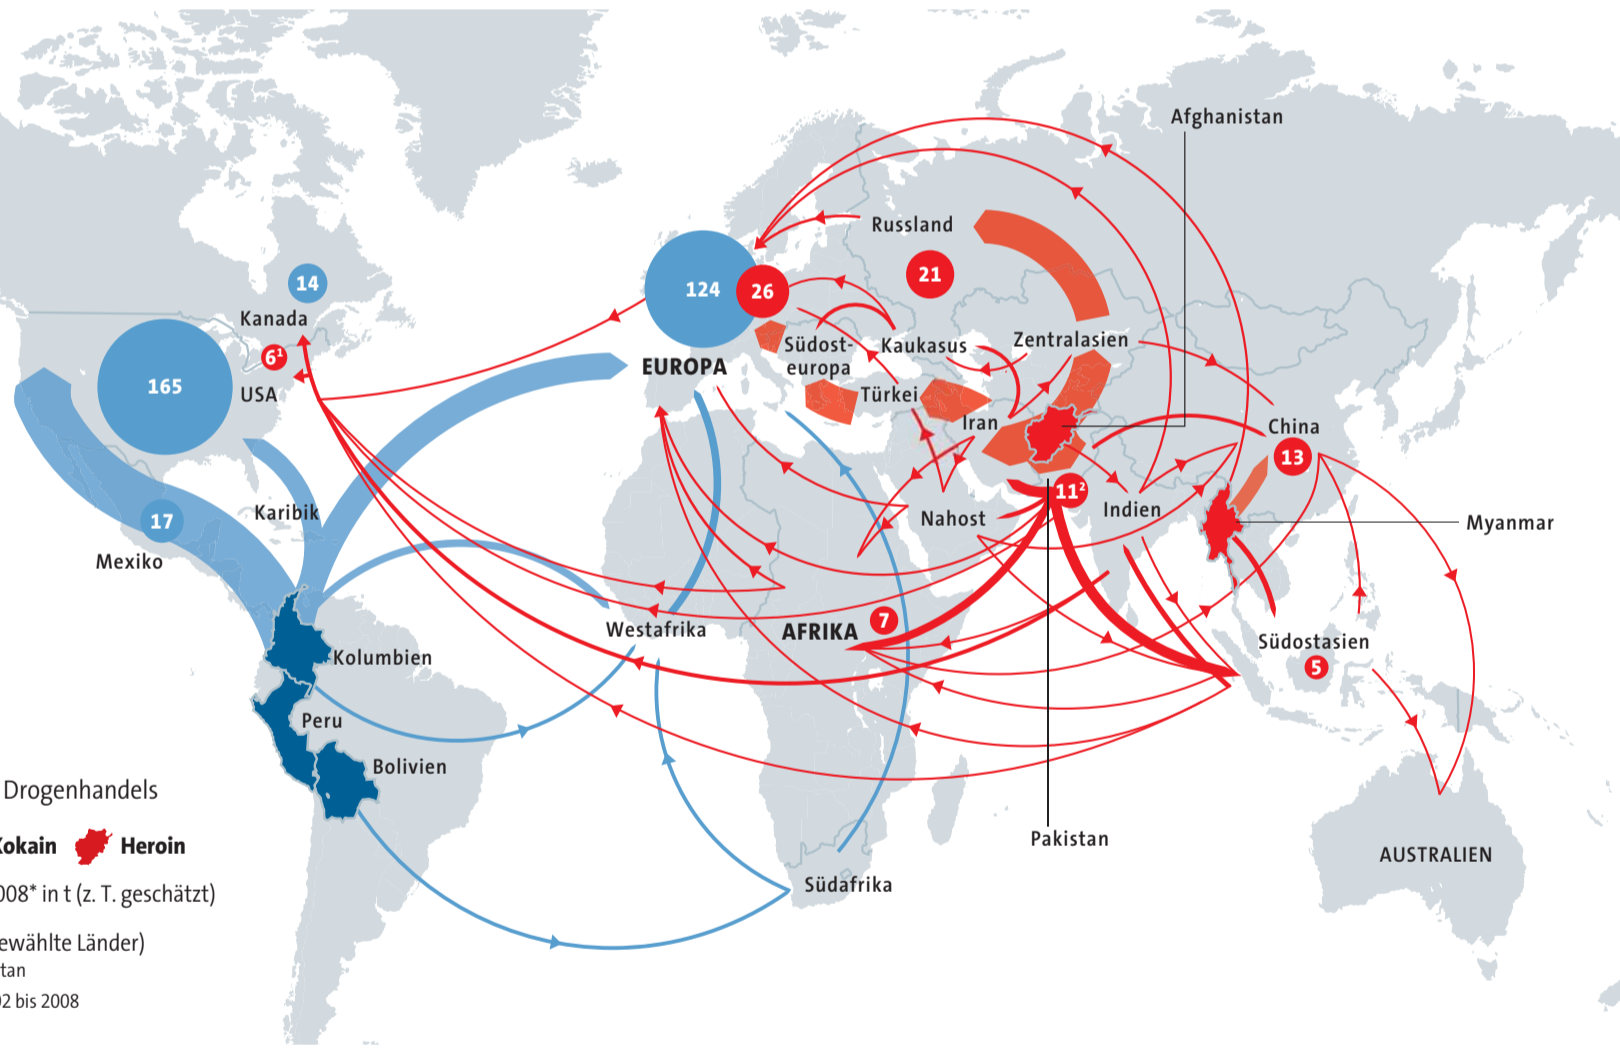 Afghanistan
Russland
21
14
Kanada
124
26
6¹
165
USA
EUROPA
Südost-
europa
Kaukasus
Zentralasien
Türkei
Iran
China
13
11²
17
Karibik
Nahost
Indien
Myanmar
Mexiko
Westafrika
AFRIKA
7
Südostasien
5
Kolumbien
Peru
Bolivien
Drogenhandels
Pakistan
Kokain
Heroin
AUSTRALIEN
Südafrika
008* in t (z. T. geschätzt)
ewählte Länder)
tan
02 bis 2008